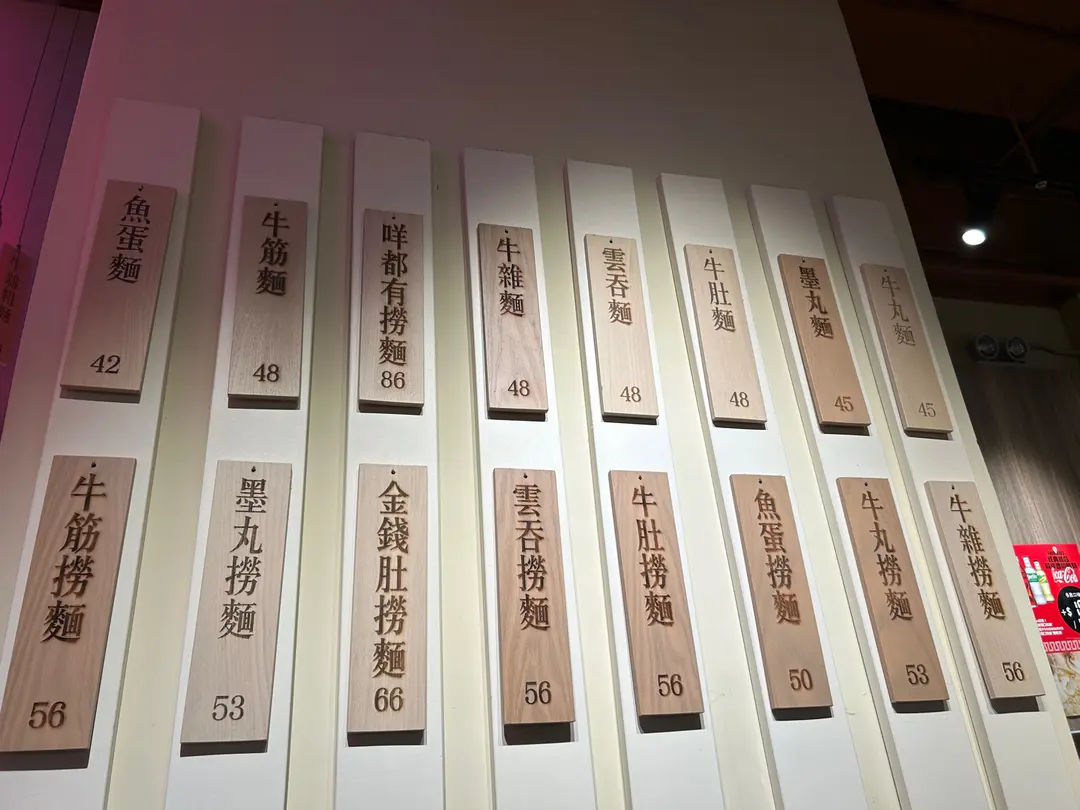 魚蛋麵
42
牛筋麵
48
咩都有撈麵
86
牛雜麵
48
雲吞麵
48
牛肚麵
48
墨丸麵
45
牛丸麵
45
牛筋撈麵
56
墨丸撈麵
53
金錢肚撈麵
66
雲吞撈麵
56
牛肚撈麵
56
魚蛋撈麵
50
牛丸撈麵
53
牛雜撈麵
56